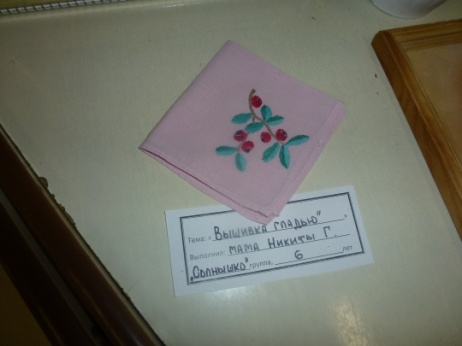 Тема: „Вышивка гладью".
Выполнил: мама Никиты Г.
„Солнышко" группа, 6 лет